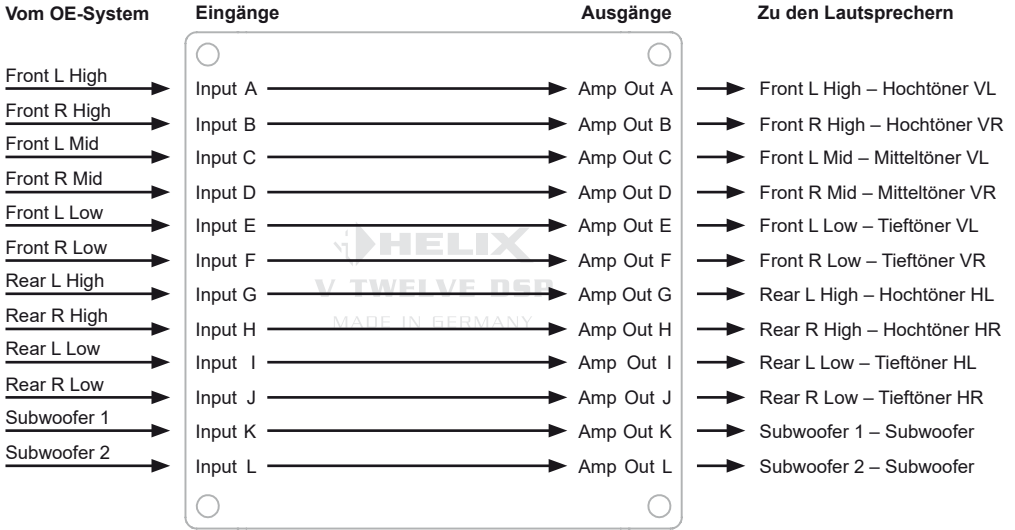 Vom OE-System Eingänge Ausgänge Zu den Lautsprechern
Front L High Input A Amp Out A Front L High – Hochtöner VL
Front R High Input B Amp Out B Front R High – Hochtöner VR
Front L Mid Input C Amp Out C Front L Mid – Mitteltöner VL
Front R Mid Input D Amp Out D Front R Mid – Mitteltöner VR
Front L Low Input E Amp Out E Front L Low – Tieftöner VL
HELIX
Front R Low Input F Amp Out F Front R Low – Tieftöner VR
Rear L High Input G V TWELVE DSP Amp Out G Rear L High – Hochtöner HL
Rear R High Input H MADE IN GERMANY Amp Out H Rear R High – Hochtöner HR
Rear L Low Input I Amp Out I Rear L Low – Tieftöner HL
Rear R Low Input J Amp Out J Rear R Low – Tieftöner HR
Subwoofer 1 Input K Amp Out K Subwoofer 1 – Subwoofer
Subwoofer 2 Input L Amp Out L Subwoofer 2 – Subwoofer